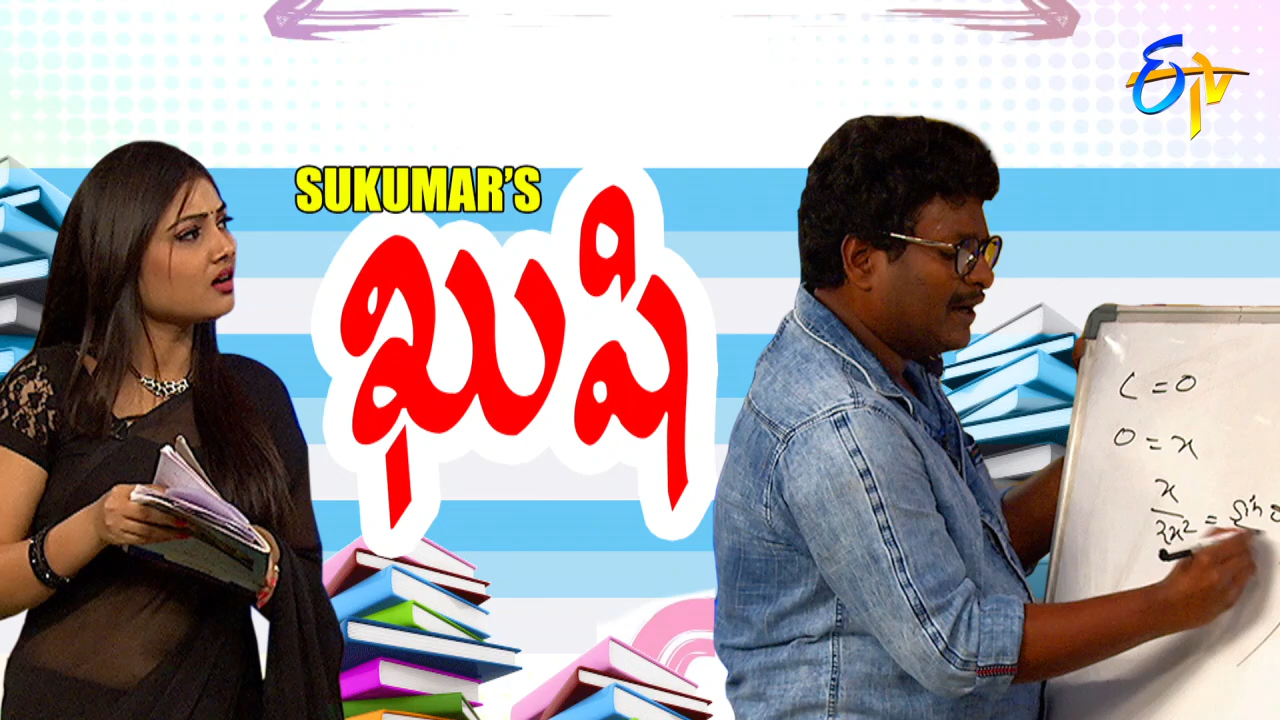 ETV
SUKUMAR'S
ఖుషి
L = 0
0 = x
x